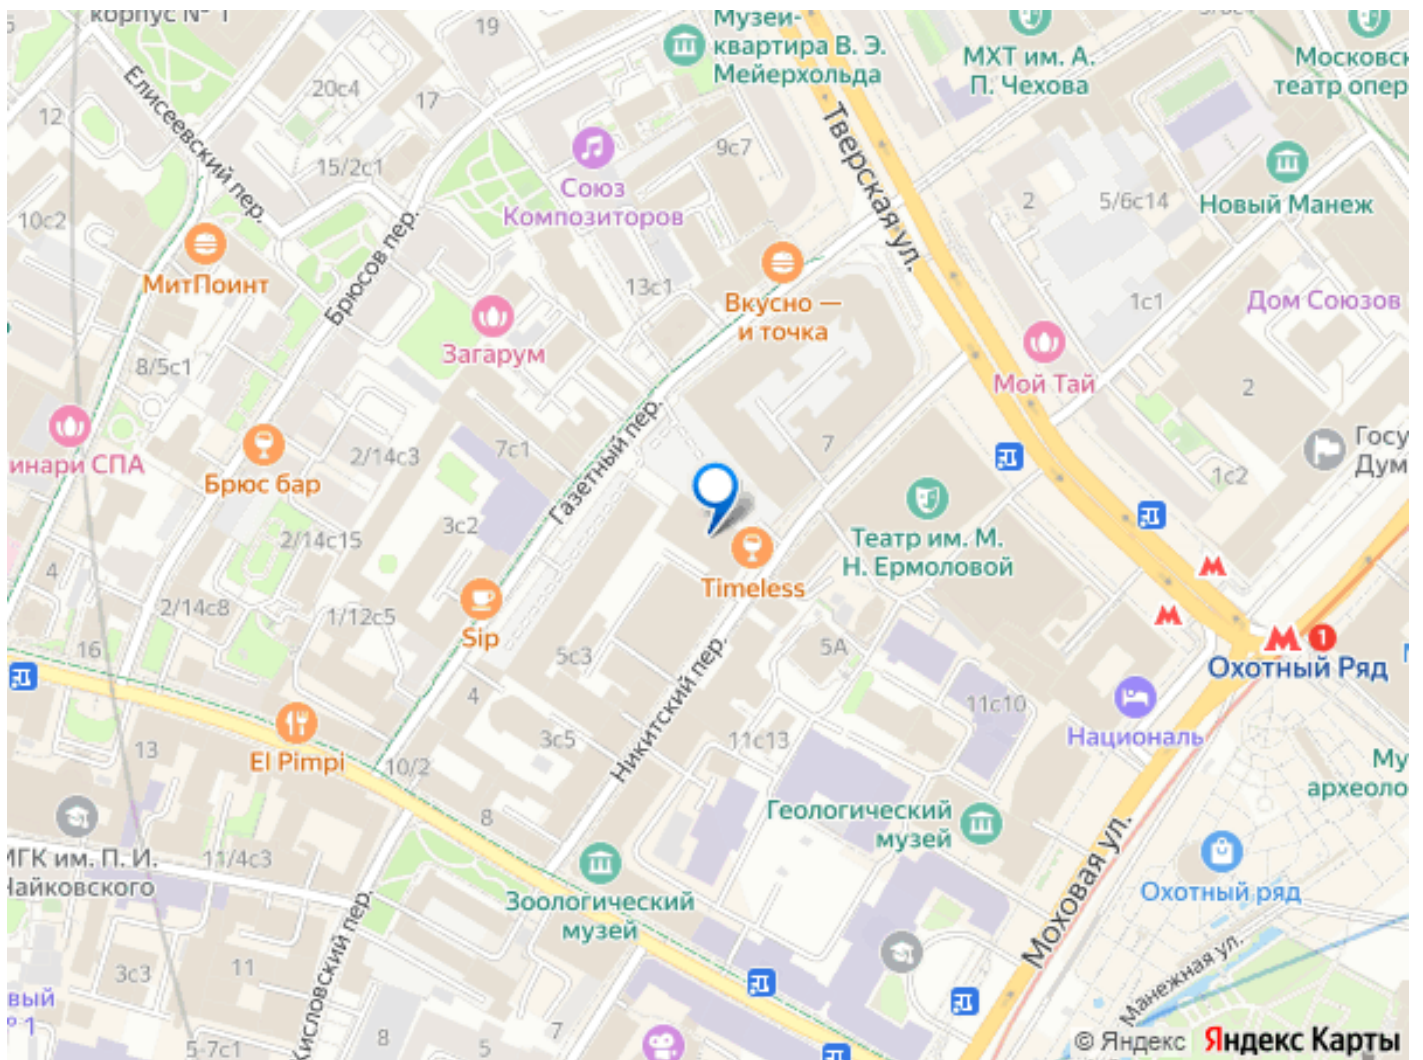 корпус № 1
19
Музей-
квартира В. Э.
Мейерхольда
МХТ им. А.
П. Чехова
5/6с4
Московск
театр опер
Елисеевский пер.
20с4
17
12
Тверская ул.
9с7
15/2с1
Союз
Композиторов
2
5/6с14
Новый Манеж
10с2
МитПоинт
Брюсов пер.
13с1
Вкусно —
и точка
1с1
Дом Союзов
Загарум
8/5с1
Мой Тай
2
7с1
Газетный пер.
7
Госу
Дум
инари СПА
2/14с3
Брюс бар
1с2
3с2
2/14с15
Театр им. М.
Н. Ермоловой
4
Timeless
2/14с8
1/12с5
Sip
16
5с3
5А
1
Охотный Ряд
Никитский пер.
4
11с10
Националь
13
El Pimpi
10/2
3с5
11с13
Му
археоло
8
Геологический
музей
ИГК им. П. И.
Чайковского
11/4с3
Зоологический
музей
Моховая ул.
Охотный ряд
Кисловский пер.
3с3
11
Манежная ул.
вый
° 1
5-7с1
8
5
7
© Яндекс Яндекс Карты